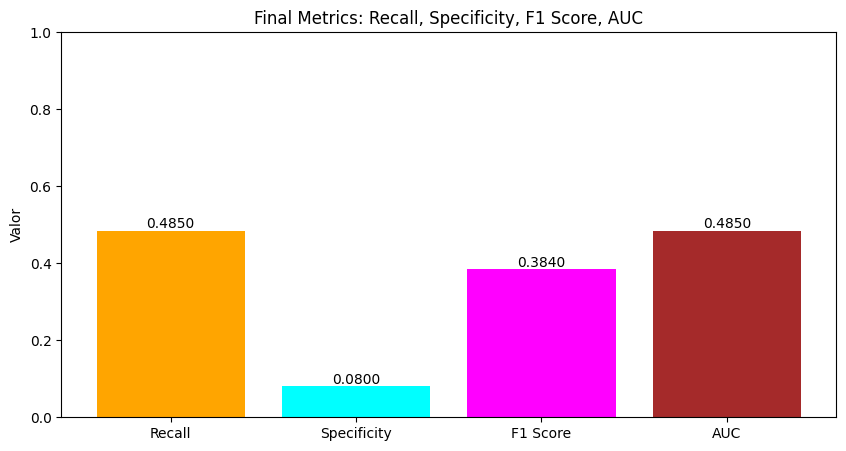 Final Metrics: Recall, Specificity, F1 Score, AUC
1.0
0.8
0.6
0.4
0.2
0.0
Valor
0.4850
0.0800
0.3840
0.4850
Recall
Specificity
F1 Score
AUC